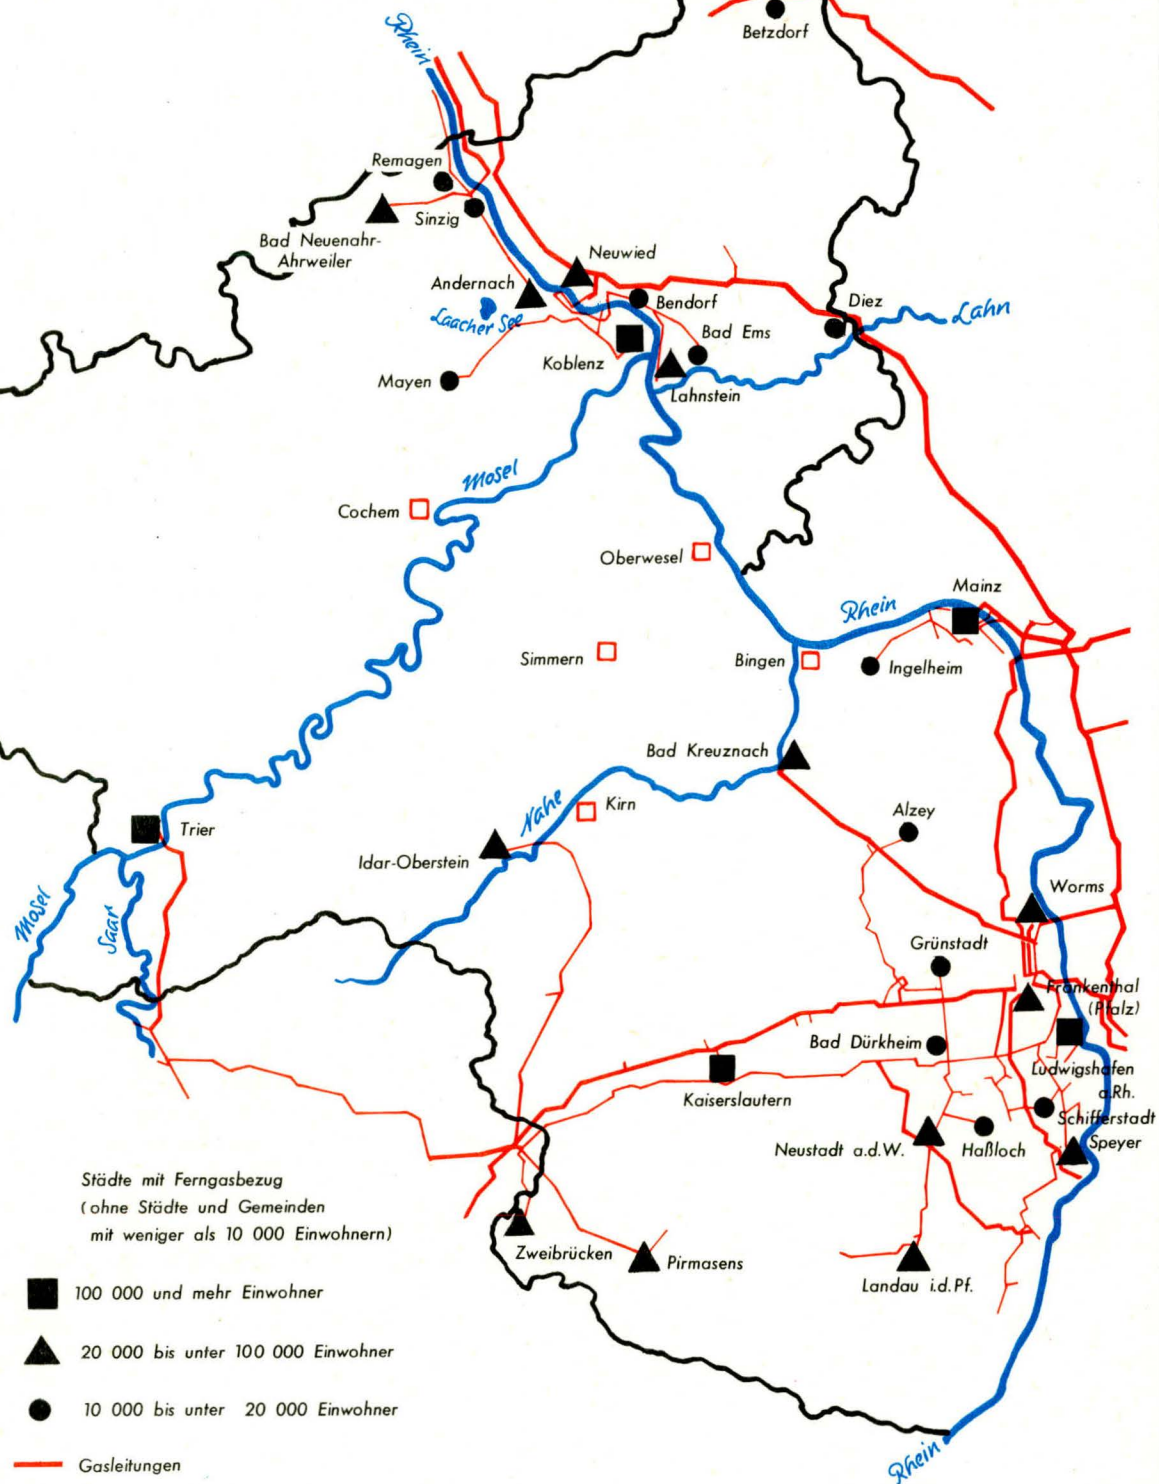 Betzdorf
Rhein
Remagen
Sinzig
Bad Neuenahr-
Ahrweiler
Neuwied
Andernach
Laacher See
Bendorf
Diez
Lahn
Bad Ems
Koblenz
Mayen
Lahnstein
Mosel
Cochem
Oberwesel
Mainz
Rhein
Simmern
Bingen
Ingelheim
Bad Kreuznach
Nahe
Kirn
Alzey
Trier
Idar-Oberstein
Mosel
Saar
Worms
Grünstadt
Frankenthal
(Pfalz)
Bad Dürkheim
Ludwigshafen
a.Rh.
Kaiserslautern
Schifferstadt
Neustadt a.d.W.
Haßloch
Speyer
Städte mit Ferngasbezug
(ohne Städte und Gemeinden
mit weniger als 10 000 Einwohnern)
Zweibrücken
Pirmasens
Landau i.d.Pf.
100 000 und mehr Einwohner
20 000 bis unter 100 000 Einwohner
10 000 bis unter 20 000 Einwohner
Rhein
Gasleitungen